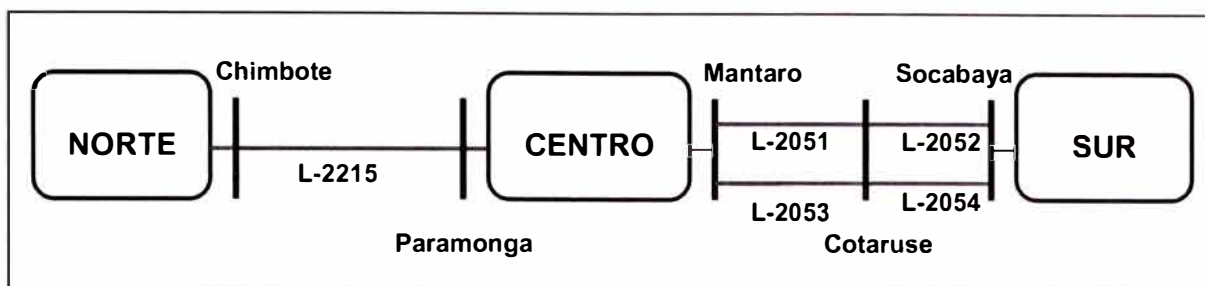 Chimbote
Mantaro
Socabaya
NORTE
CENTRO
SUR
L-2215
L-2051
L-2052
L-2053
L-2054
Paramonga
Cotaruse